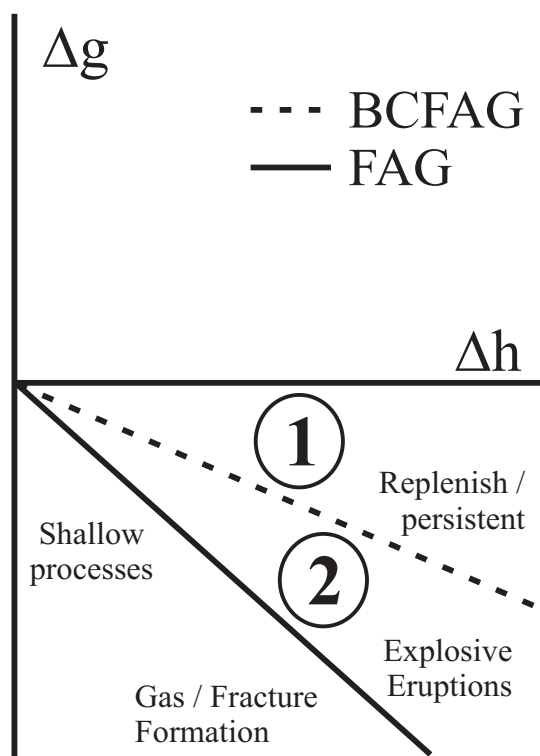 Δg
BCFAG
FAG
Δh
1
Replenish /
persistent
Shallow
processes
2
Explosive
Eruptions
Gas / Fracture
Formation